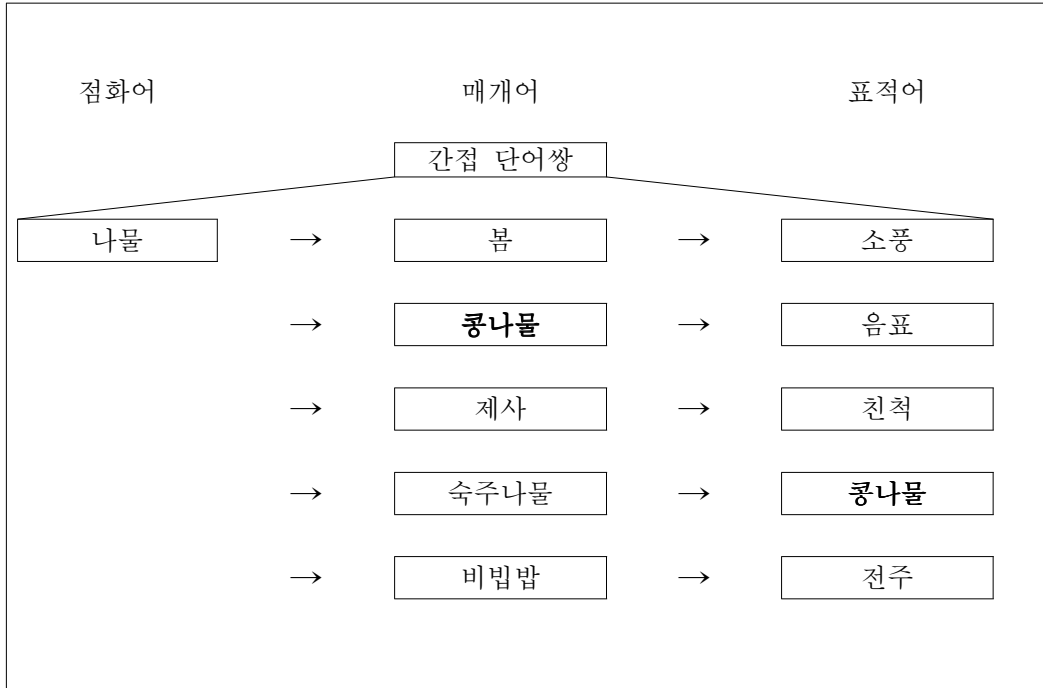 점화어 매개어 표적어
간접 단어쌍
나물 → 봄 → 소풍
→ 콩나물 → 음표
→ 제사 → 친척
→ 숙주나물 → 콩나물
→ 비빕밥 → 전주